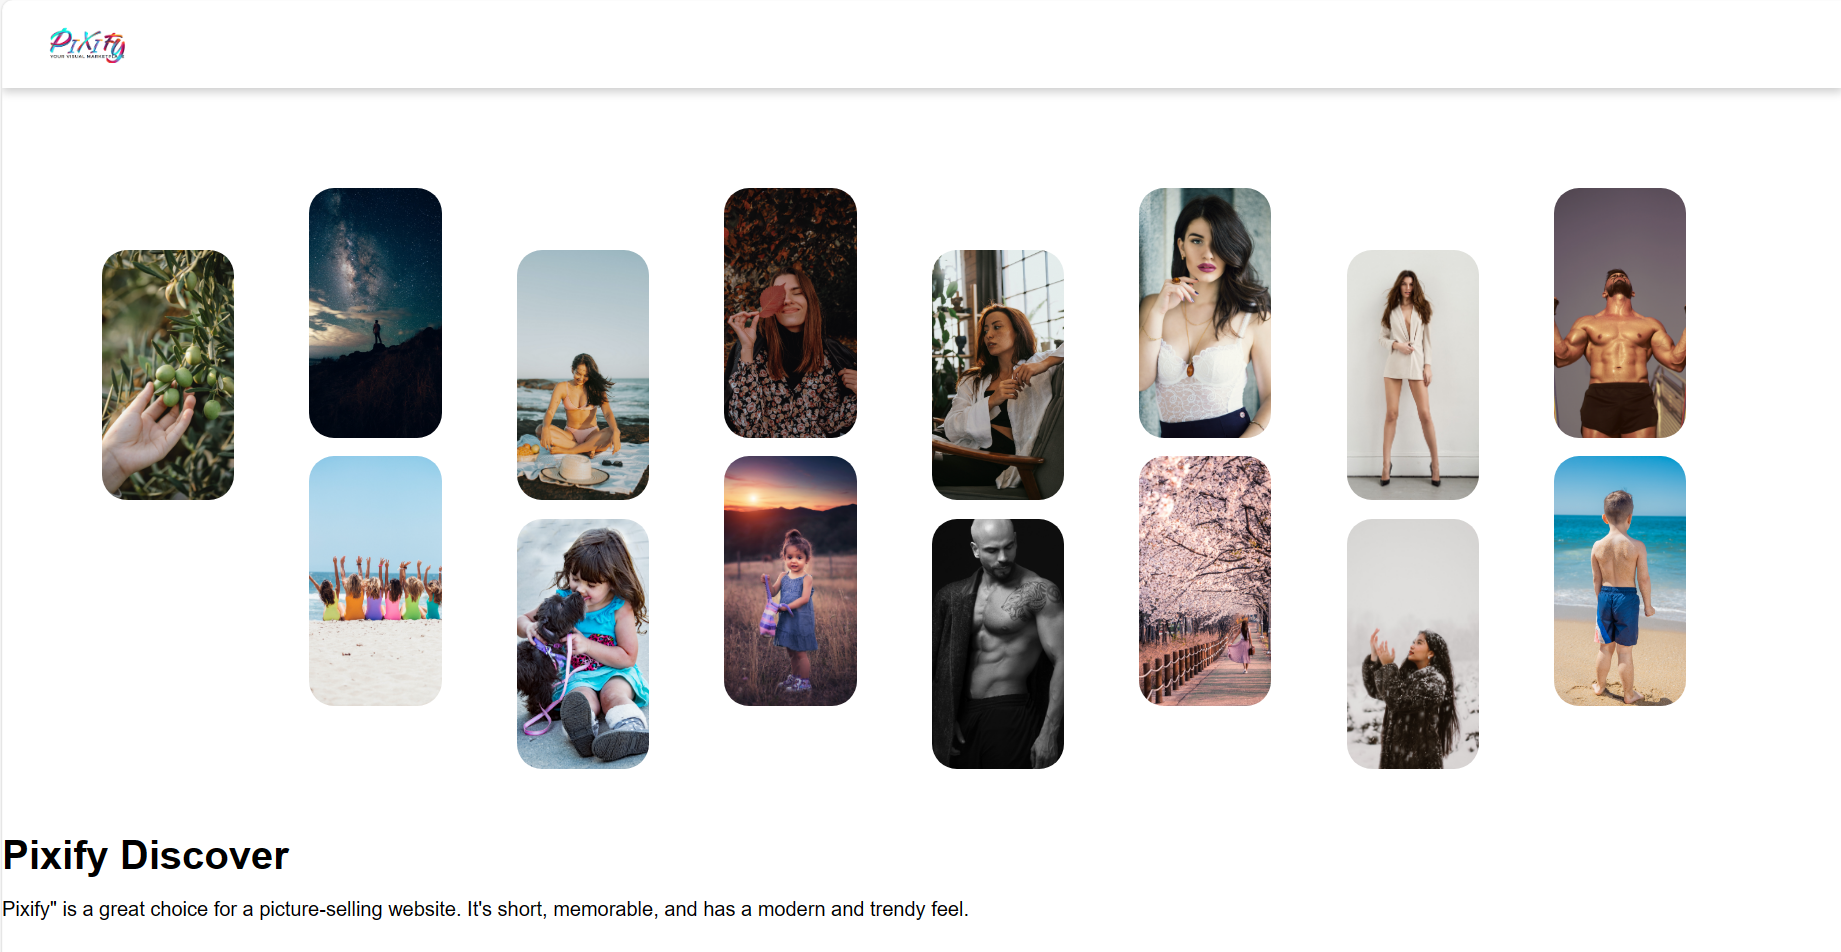 PIXIFY
YOUR VISUAL MARKETPLACE
Pixify Discover
Pixify" is a great choice for a picture-selling website. It's short, memorable, and has a modern and trendy feel.